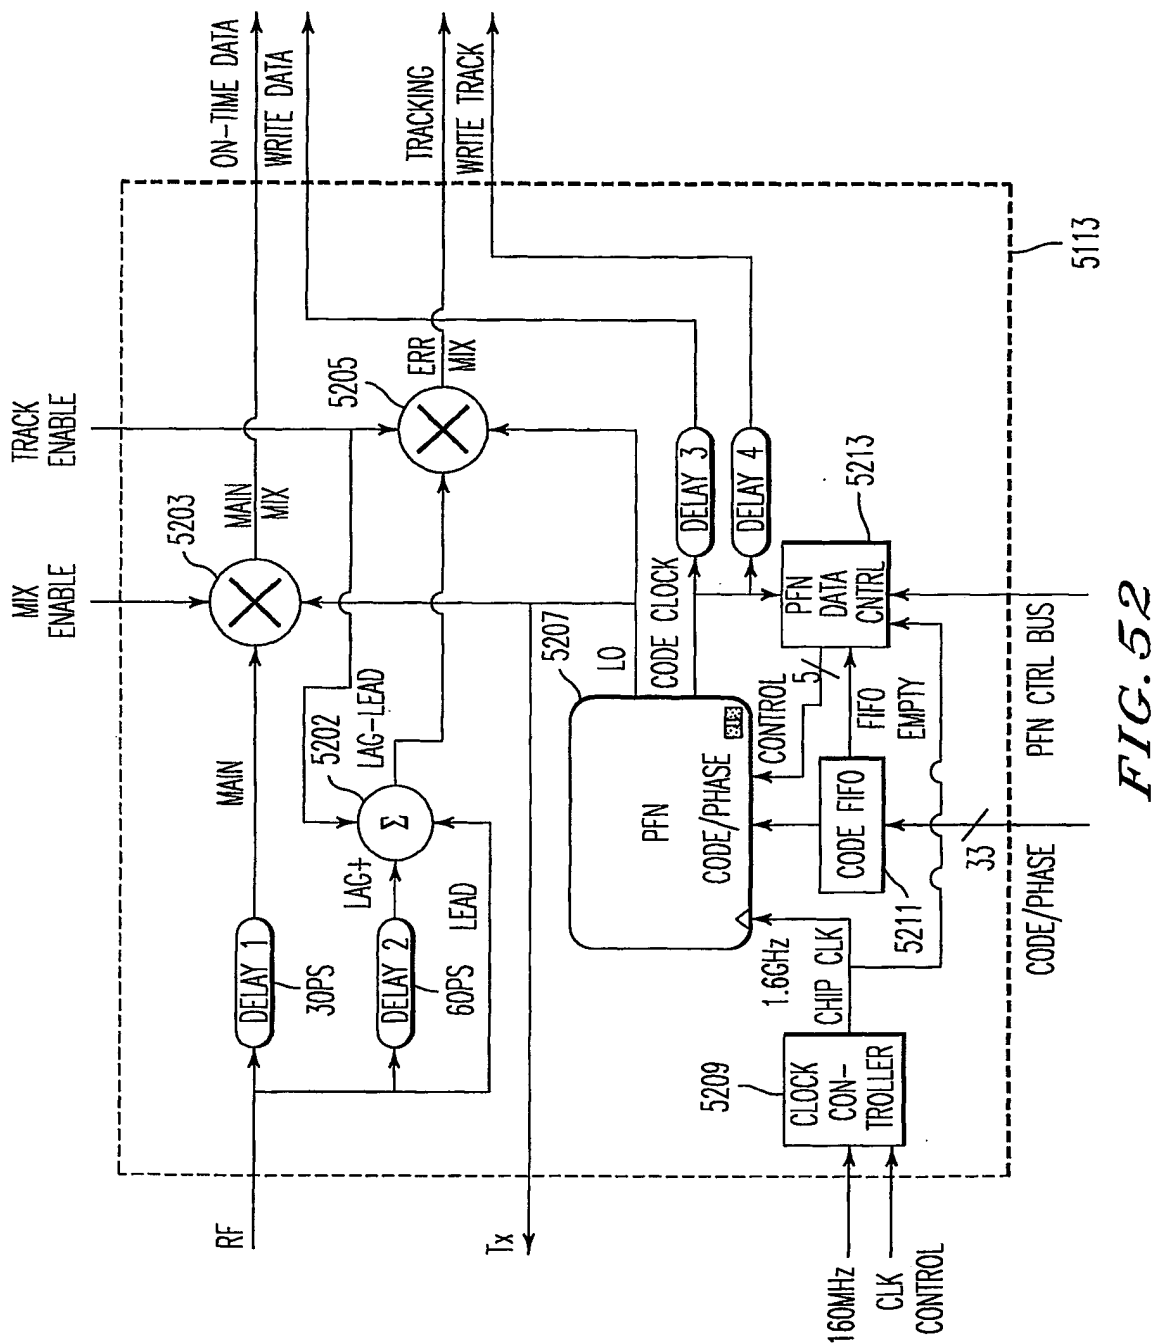 ON-TIME DATA
WRITE DATA
TRACKING
WRITE TRACK
TRACK
ENABLE
MIX
ENABLE
5203
MAIN
MIX
5205
ERR
MIX
MAIN
LAG-LEAD
5202
Σ
LAG+
LEAD
DELAY 1
30PS
DELAY 2
60PS
RF
Tx
5207
LO
CODE CLOCK
DELAY 3
DELAY 4
5213
PFN
DATA
CNTRL
5
CONTROL
FIFO
EMPTY
PFN
CODE/PHASE
CODE FIFO
5211
33
1.6GHz
CHIP CLK
5209
CLOCK
CON-
TROLLER
160MHz
CLK
CONTROL
CODE/PHASE
PFN CTRL BUS
5113
FIG. 52